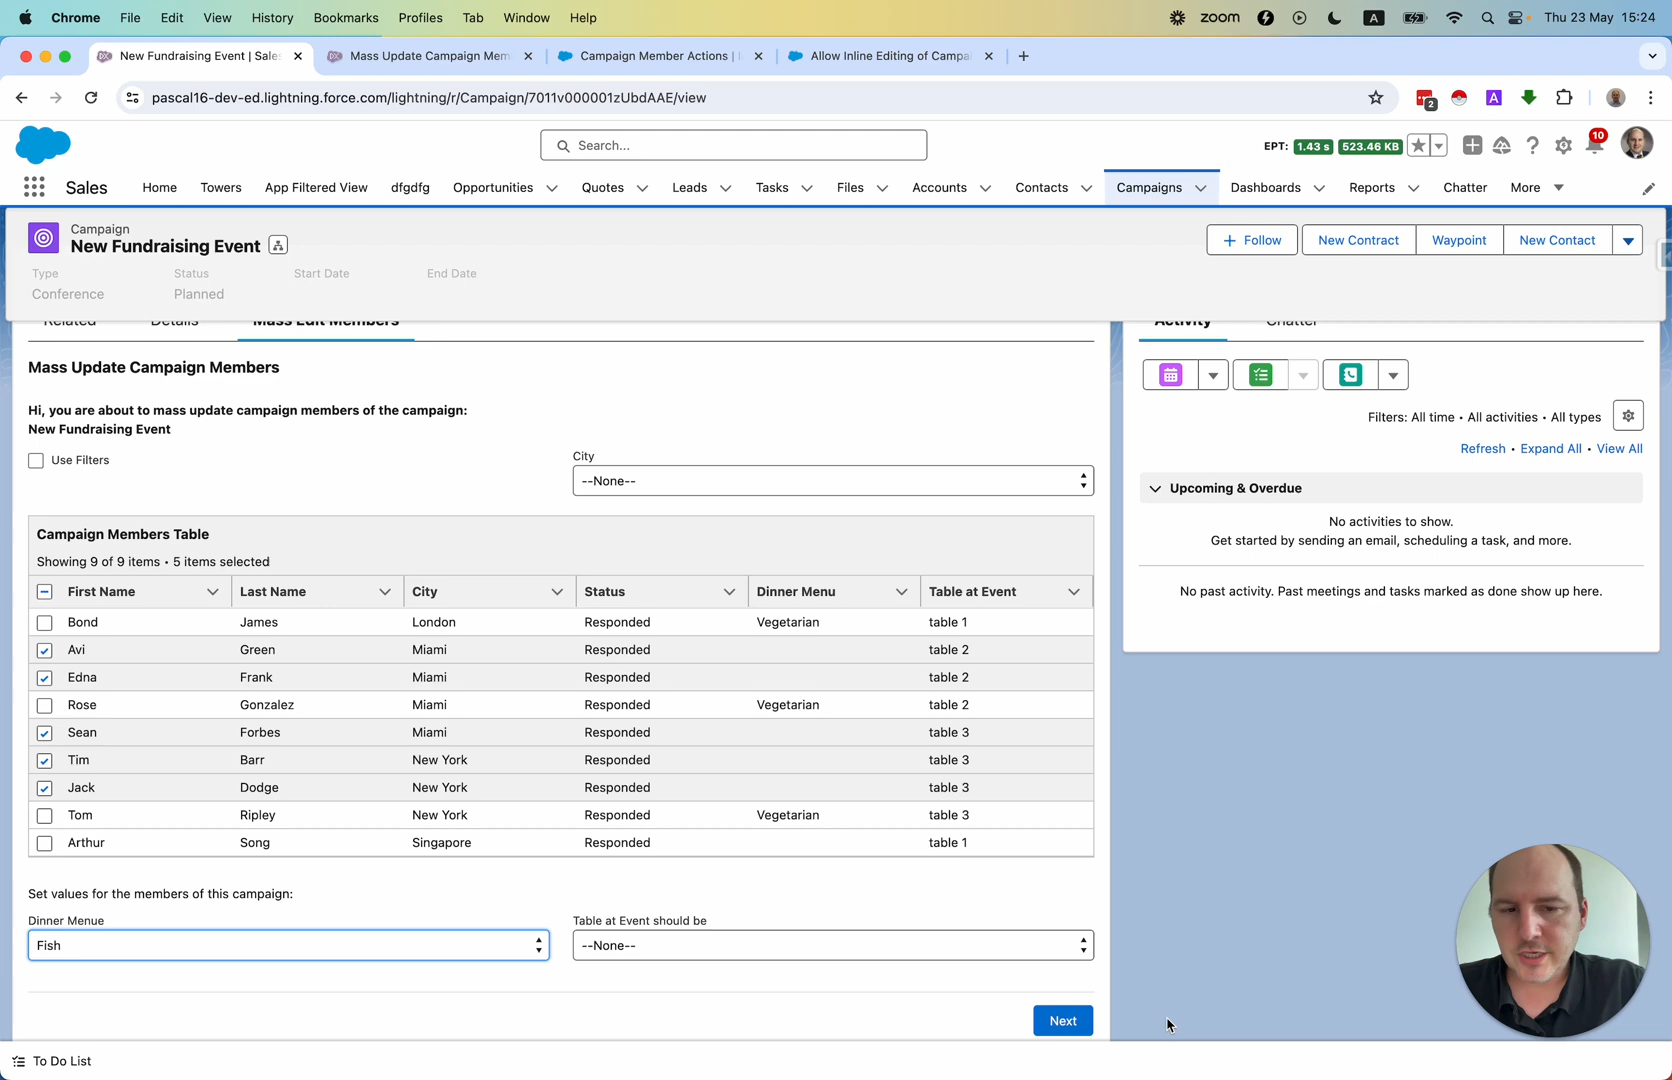 Chrome File Edit View History Bookmarks Profiles Tab Window Help
zoom A Thu 23 May 15:24
New Fundraising Event | Sales
Mass Update Campaign Mem
Campaign Member Actions |
Allow Inline Editing of Campai
pascal16-dev-ed.lightning.force.com/lightning/r/Campaign/7011v000001zUbdAAE/view
2
A
Search...
EPT: 1.43 s 523.46 KB
10
Sales Home Towers App Filtered View dfgdfg Opportunities Quotes Leads Tasks Files Accounts Contacts Campaigns Dashboards Reports Chatter More
Campaign
New Fundraising Event
Follow New Contract Waypoint New Contact
Type Status Start Date End Date
Conference Planned
Related Details Mass Edit Members
Activity Chatter
Mass Update Campaign Members
Hi, you are about to mass update campaign members of the campaign:
New Fundraising Event
Use Filters
City
--None--
Filters: All time • All activities • All types
Refresh • Expand All • View All
Upcoming & Overdue
No activities to show.
Get started by sending an email, scheduling a task, and more.
No past activity. Past meetings and tasks marked as done show up here.
Campaign Members Table
Showing 9 of 9 items • 5 items selected
First Name Last Name City Status Dinner Menu Table at Event
Bond James London Responded Vegetarian table 1
Avi Green Miami Responded table 2
Edna Frank Miami Responded table 2
Rose Gonzalez Miami Responded Vegetarian table 2
Sean Forbes Miami Responded table 3
Tim Barr New York Responded table 3
Jack Dodge New York Responded table 3
Tom Ripley New York Responded Vegetarian table 3
Arthur Song Singapore Responded table 1
Set values for the members of this campaign:
Dinner Menue
Fish
Table at Event should be
--None--
Next
To Do List